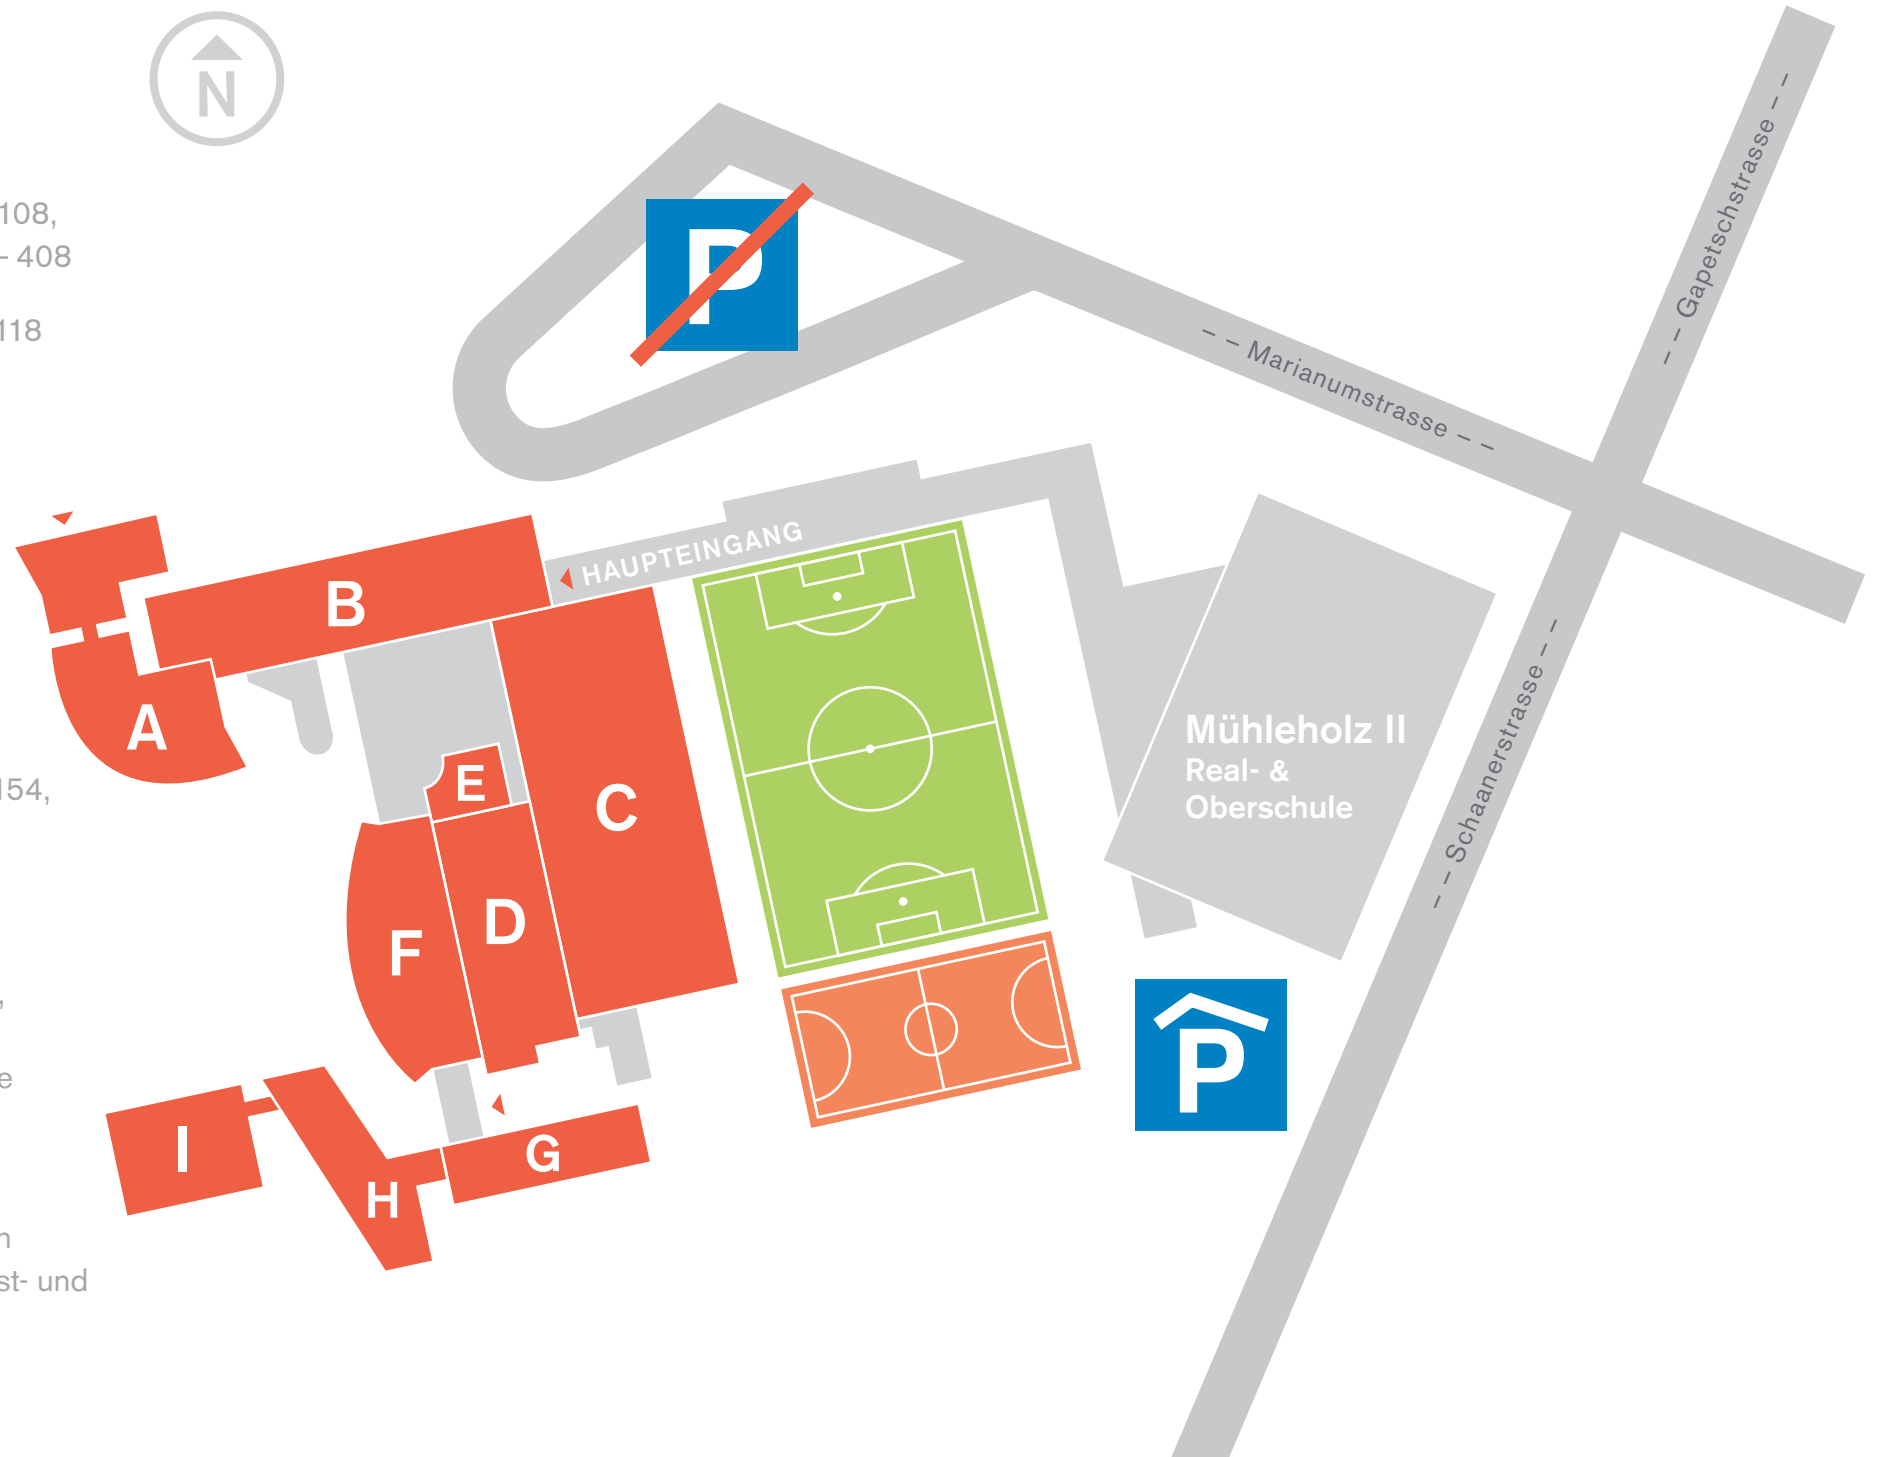 N
108,
– 408
118
154,
,
e
n
st- und
P
– – Gapetschstrasse – –
– – Marianumstrasse – –
HAUPTEINGANG
B
A
E
C
D
F
Mühleholz II
Real- &
Oberschule
– – Schaanerstrasse – –
P
I
H
G